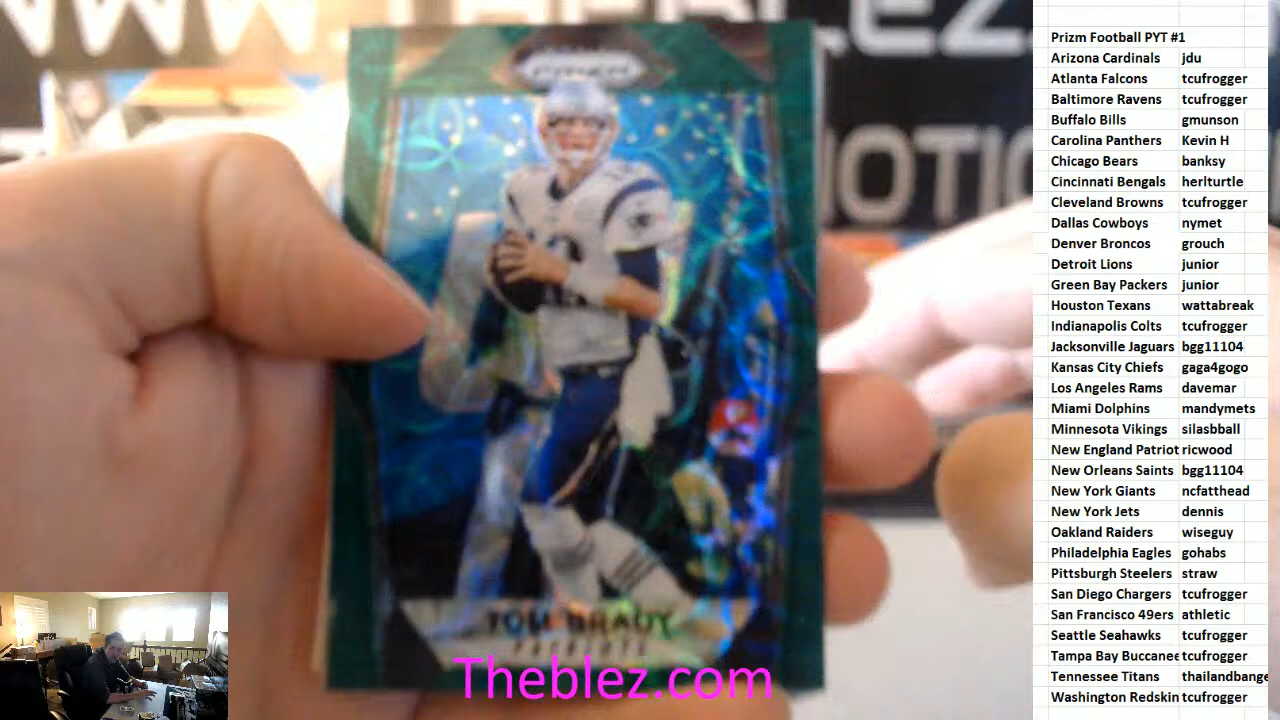 WWW.THEBLEZ.
OTIO
PRIZM
TOM BRADY
PATRIOTS
Theblez.com
Prizm Football PYT #1
Arizona Cardinals jdu
Atlanta Falcons tcufrogger
Baltimore Ravens tcufrogger
Buffalo Bills gmunson
Carolina Panthers Kevin H
Chicago Bears banksy
Cincinnati Bengals herlturtle
Cleveland Browns tcufrogger
Dallas Cowboys nymet
Denver Broncos grouch
Detroit Lions junior
Green Bay Packers junior
Houston Texans wattabreak
Indianapolis Colts tcufrogger
Jacksonville Jaguars bgg11104
Kansas City Chiefs gaga4gogo
Los Angeles Rams davemar
Miami Dolphins mandymets
Minnesota Vikings silasbball
New England Patriot ricwood
New Orleans Saints bgg11104
New York Giants ncfatthead
New York Jets dennis
Oakland Raiders wiseguy
Philadelphia Eagles gohabs
Pittsburgh Steelers straw
San Diego Chargers tcufrogger
San Francisco 49ers athletic
Seattle Seahawks tcufrogger
Tampa Bay Buccanee tcufrogger
Tennessee Titans thailandbange
Washington Redskin tcufrogger